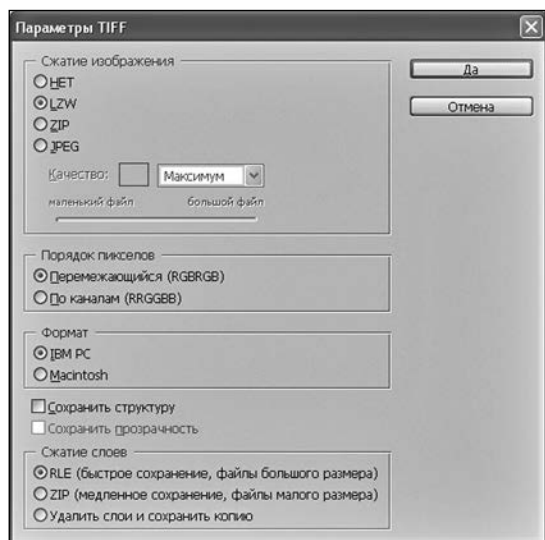 Параметры TIFF
Сжатие изображения
НЕТ
LZW
ZIP
JPEG
Качество:
Максимум
маленький файл
большой файл
Да
Отмена
Порядок пикселов
Перемежающийся (RGBRGB)
По каналам (RRGGBB)
Формат
IBM PC
Macintosh
Сохранить структуру
Сохранить прозрачность
Сжатие слоев
RLE (быстрое сохранение, файлы большого размера)
ZIP (медленное сохранение, файлы малого размера)
Удалить слои и сохранить копию